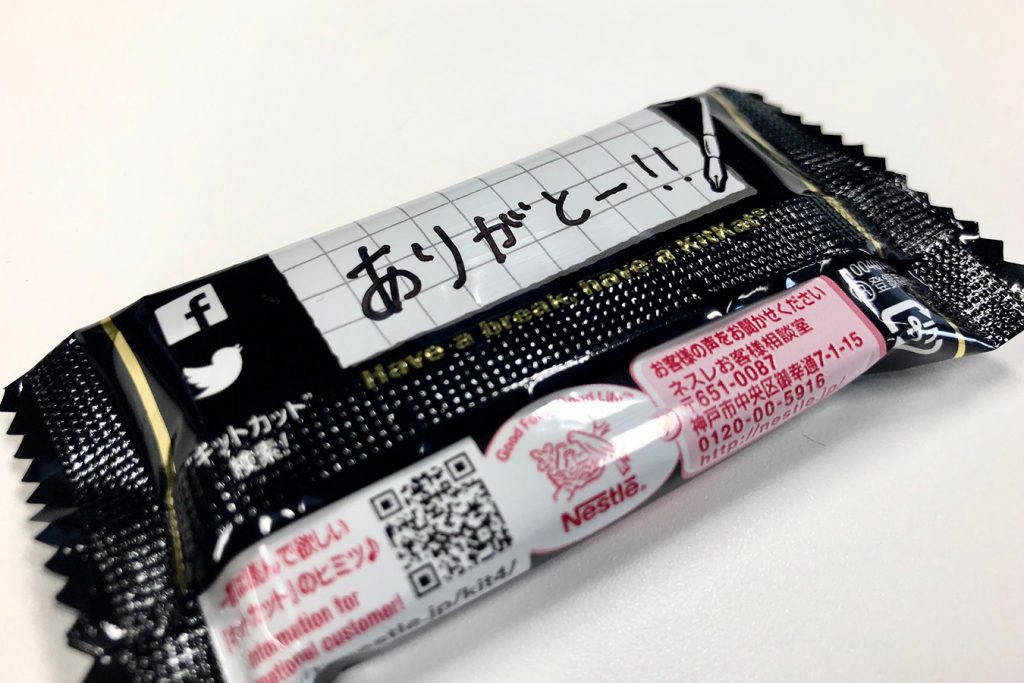 ありがとー!!
Have a break, have a KitKat®
キットカット®
検索!
で欲しい
のヒミツ♪
information for
national customer!
nestle.jp/kit4/
Good Food, Good Life
Nestlé®
お客様の声をお聞かせください
ネスレお客様相談室
〒651-0087
神戸市中央区御幸通7-1-15
0120-00-5916
http://nestle.jp/
プラ